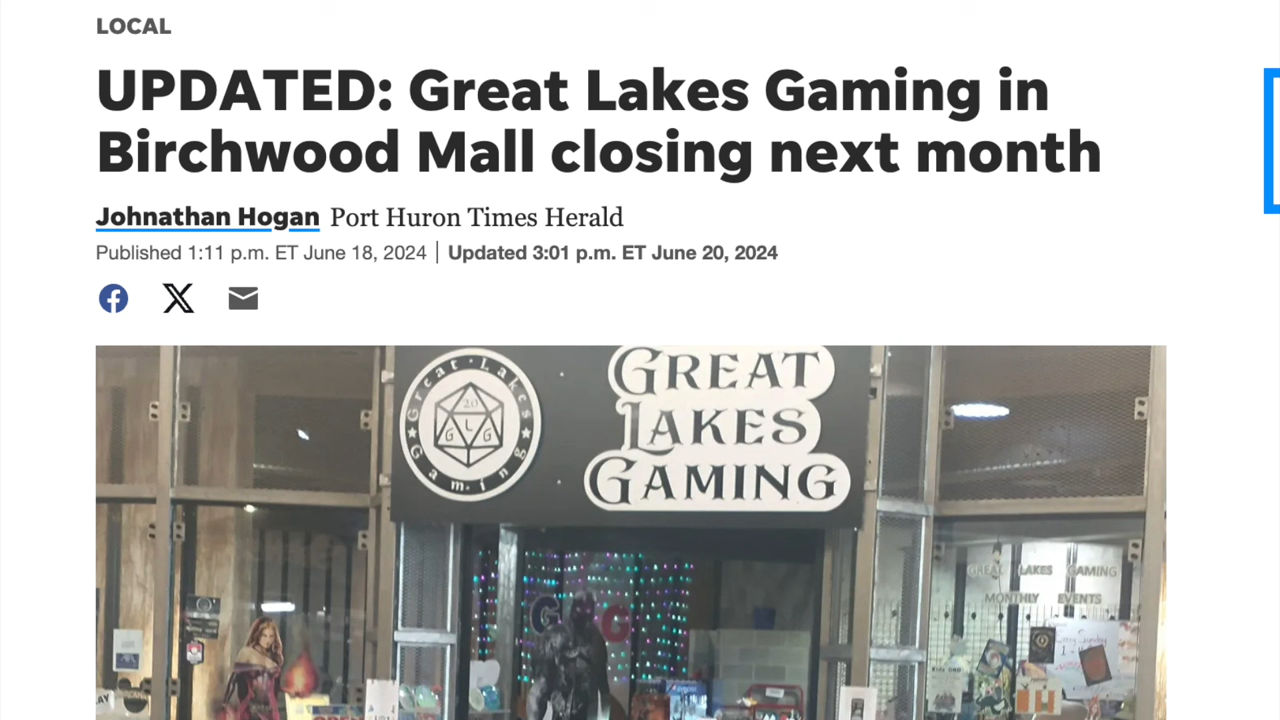 LOCAL
UPDATED: Great Lakes Gaming in
Birchwood Mall closing next month
Johnathan Hogan Port Huron Times Herald
Published 1:11 p.m. ET June 18, 2024 | Updated 3:01 p.m. ET June 20, 2024
Great Lakes
20
G L G
Gaming
GREAT
LAKES
GAMING
GREAT LAKES GAMING
MONTHLY EVENTS
G G
OPEN